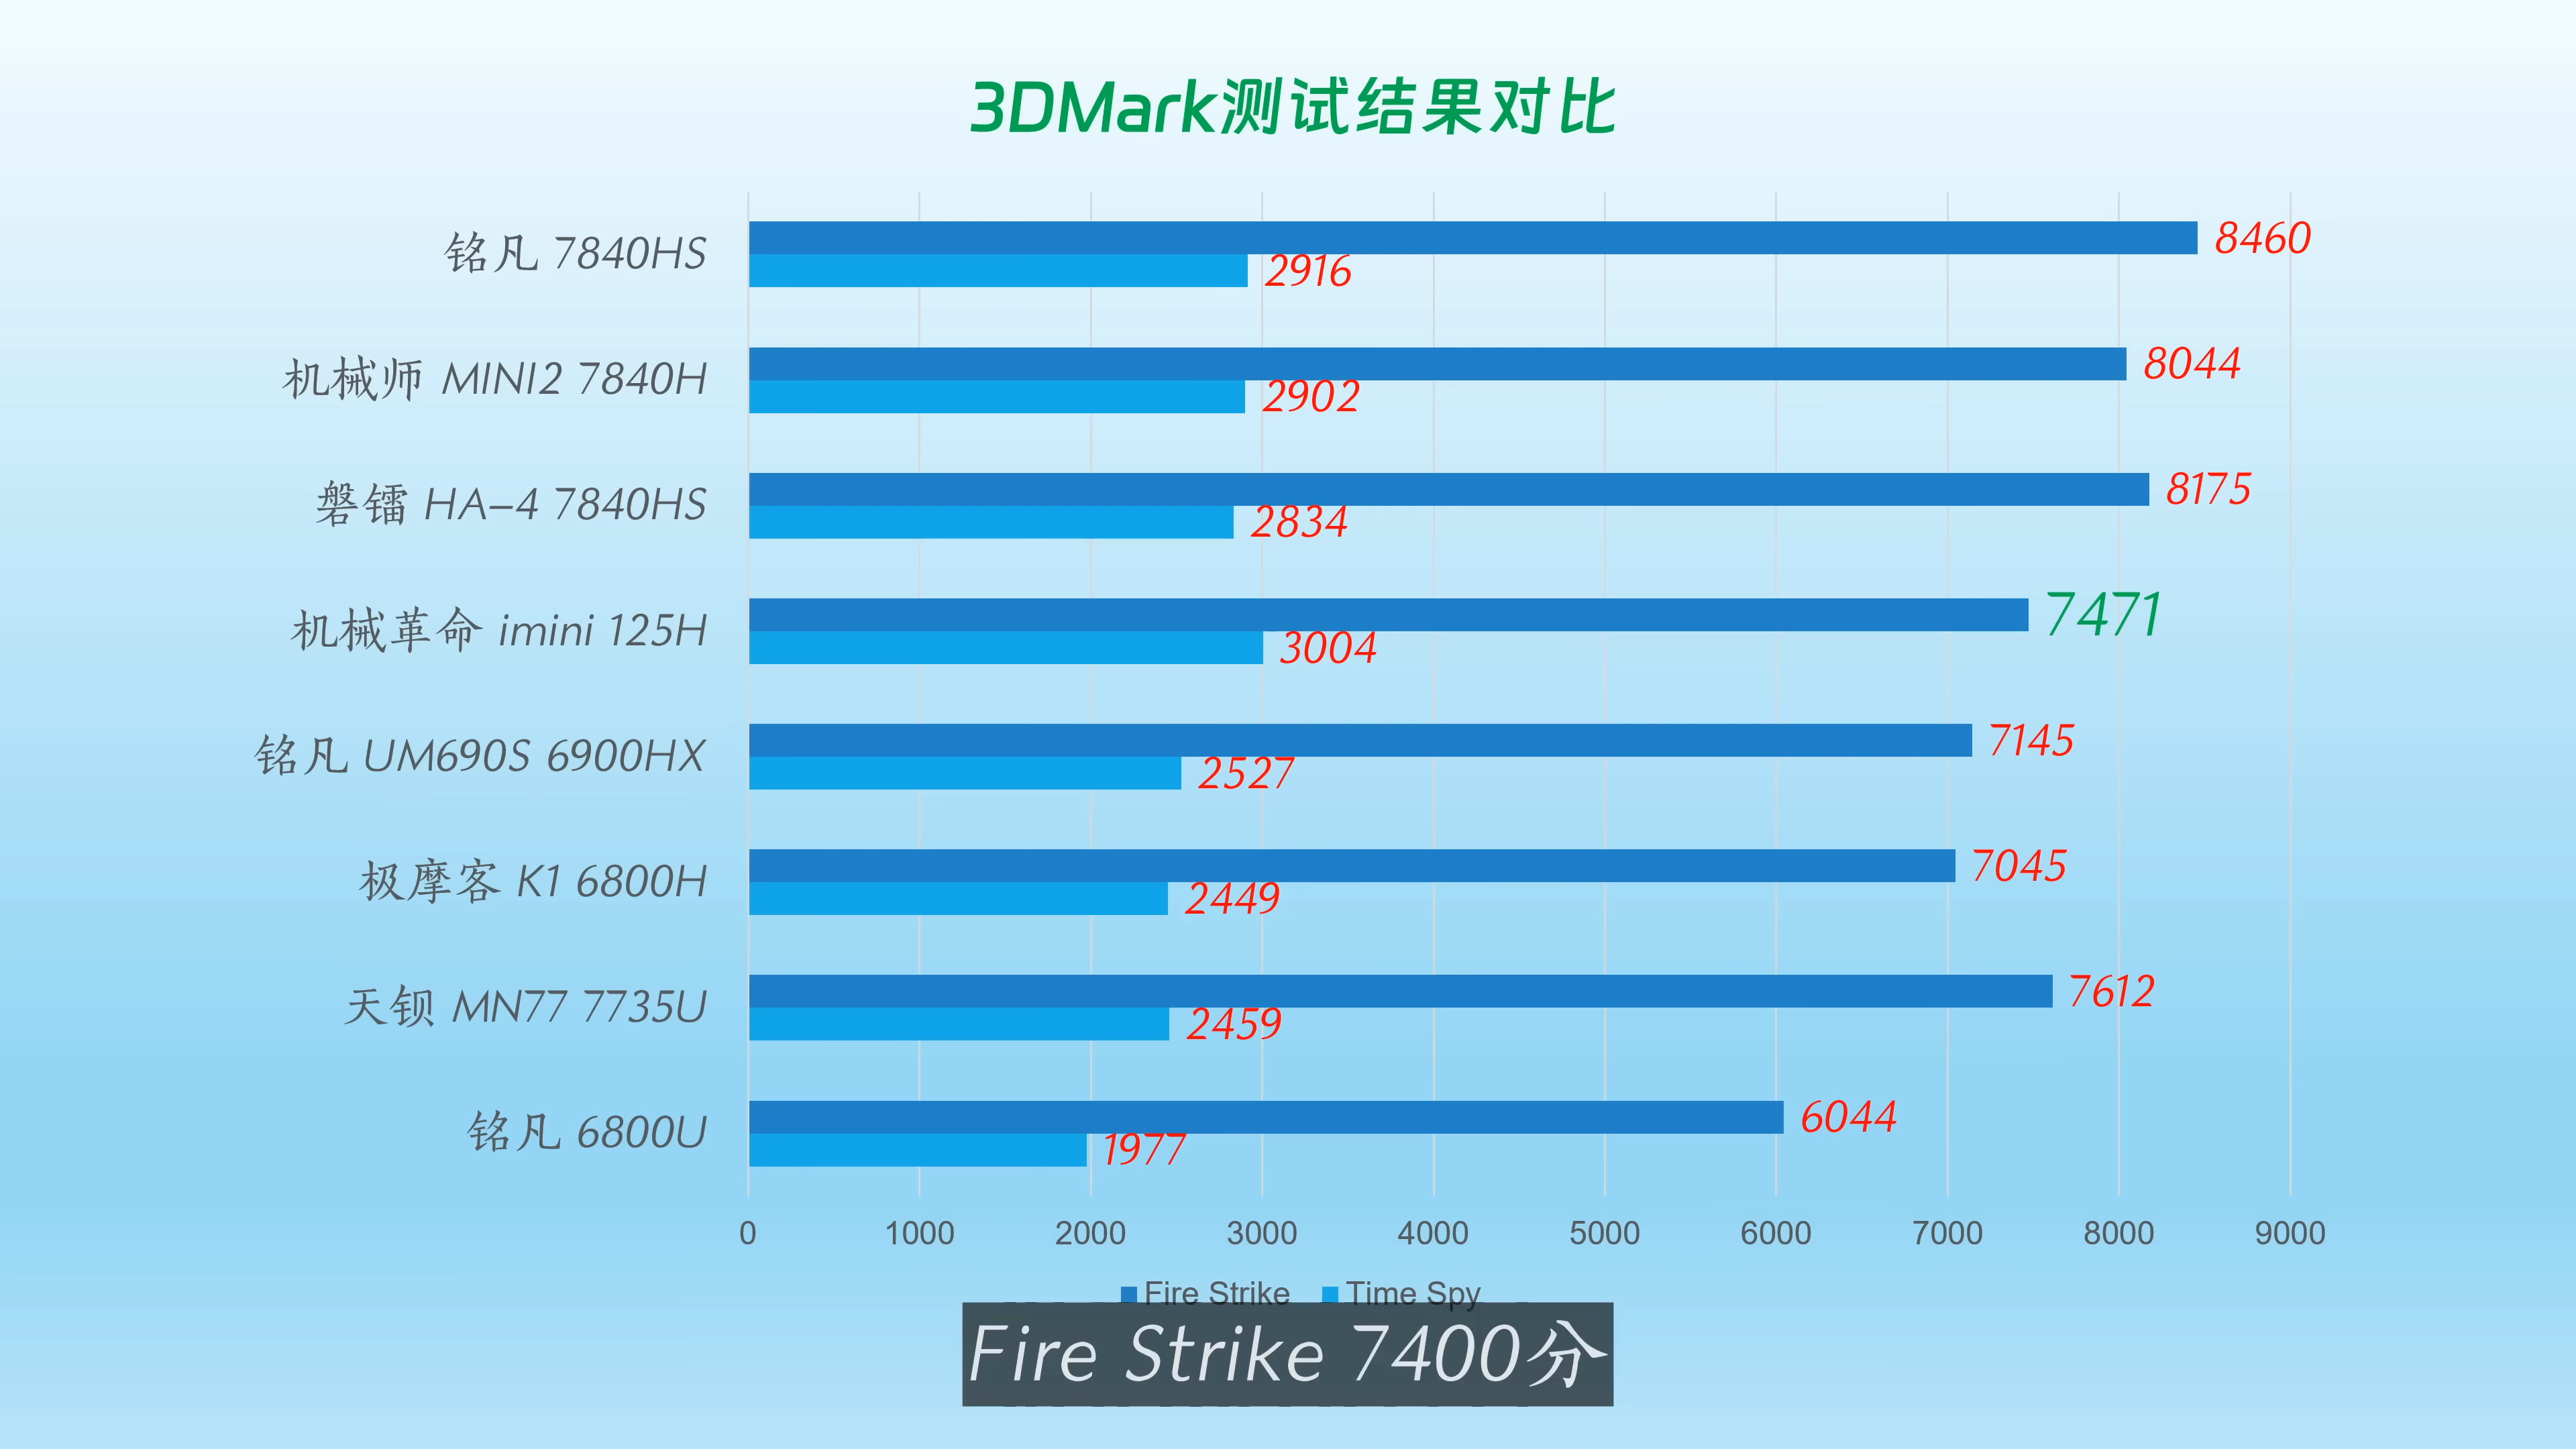 3DMark测试结果对比
铭凡 7840HS
8460
2916
机械师 MINI2 7840H
8044
2902
磐镭 HA-4 7840HS
8175
2834
机械革命 imini 125H
7471
3004
铭凡 UM690S 6900HX
7145
2527
极摩客 K1 6800H
7045
2449
天钡 MN77 7735U
7612
2459
铭凡 6800U
6044
1977
0 1000 2000 3000 4000 5000 6000 7000 8000 9000
Fire Strike Time Spy
Fire Strike 7400分